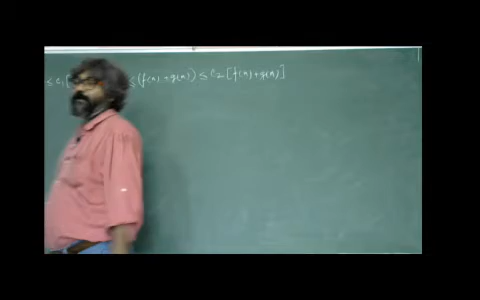 ≤ c₁[ ≤ (f(n) + g(n)) ≤ C₂ [f(n) + g(n)]